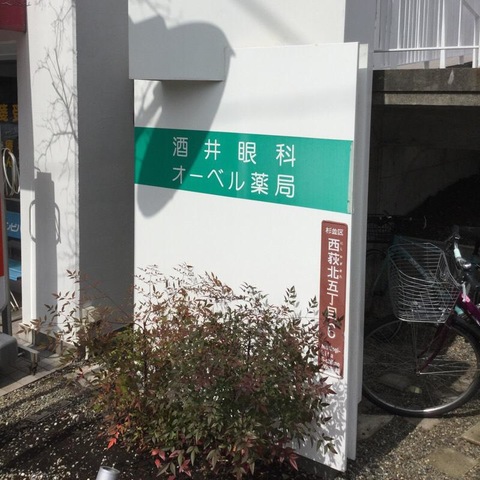 酒井眼科
オーベル薬局
杉並区
西荻北五丁目